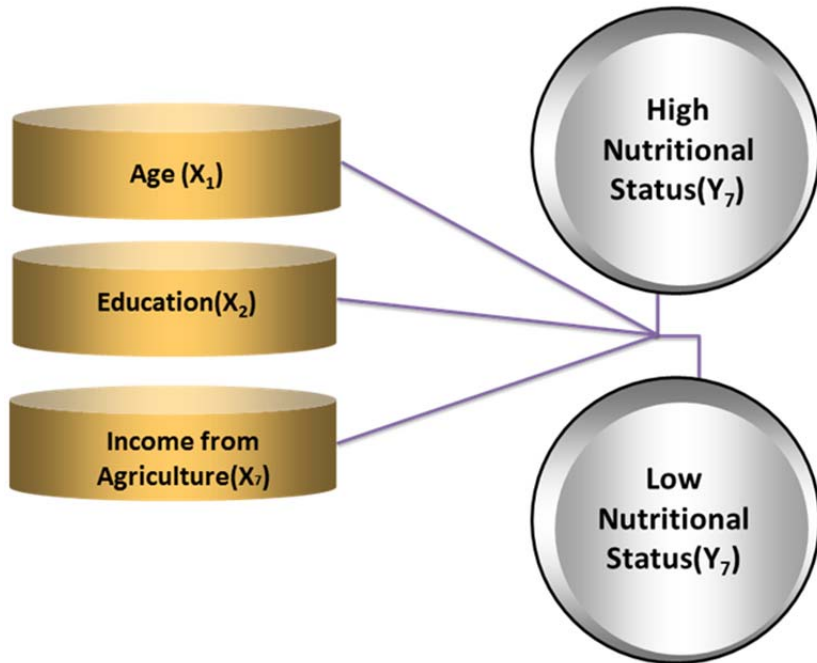 Age (X₁)
Education(X₂)
Income from
Agriculture(X₇)
High
Nutritional
Status(Y₇)
Low
Nutritional
Status(Y₇)